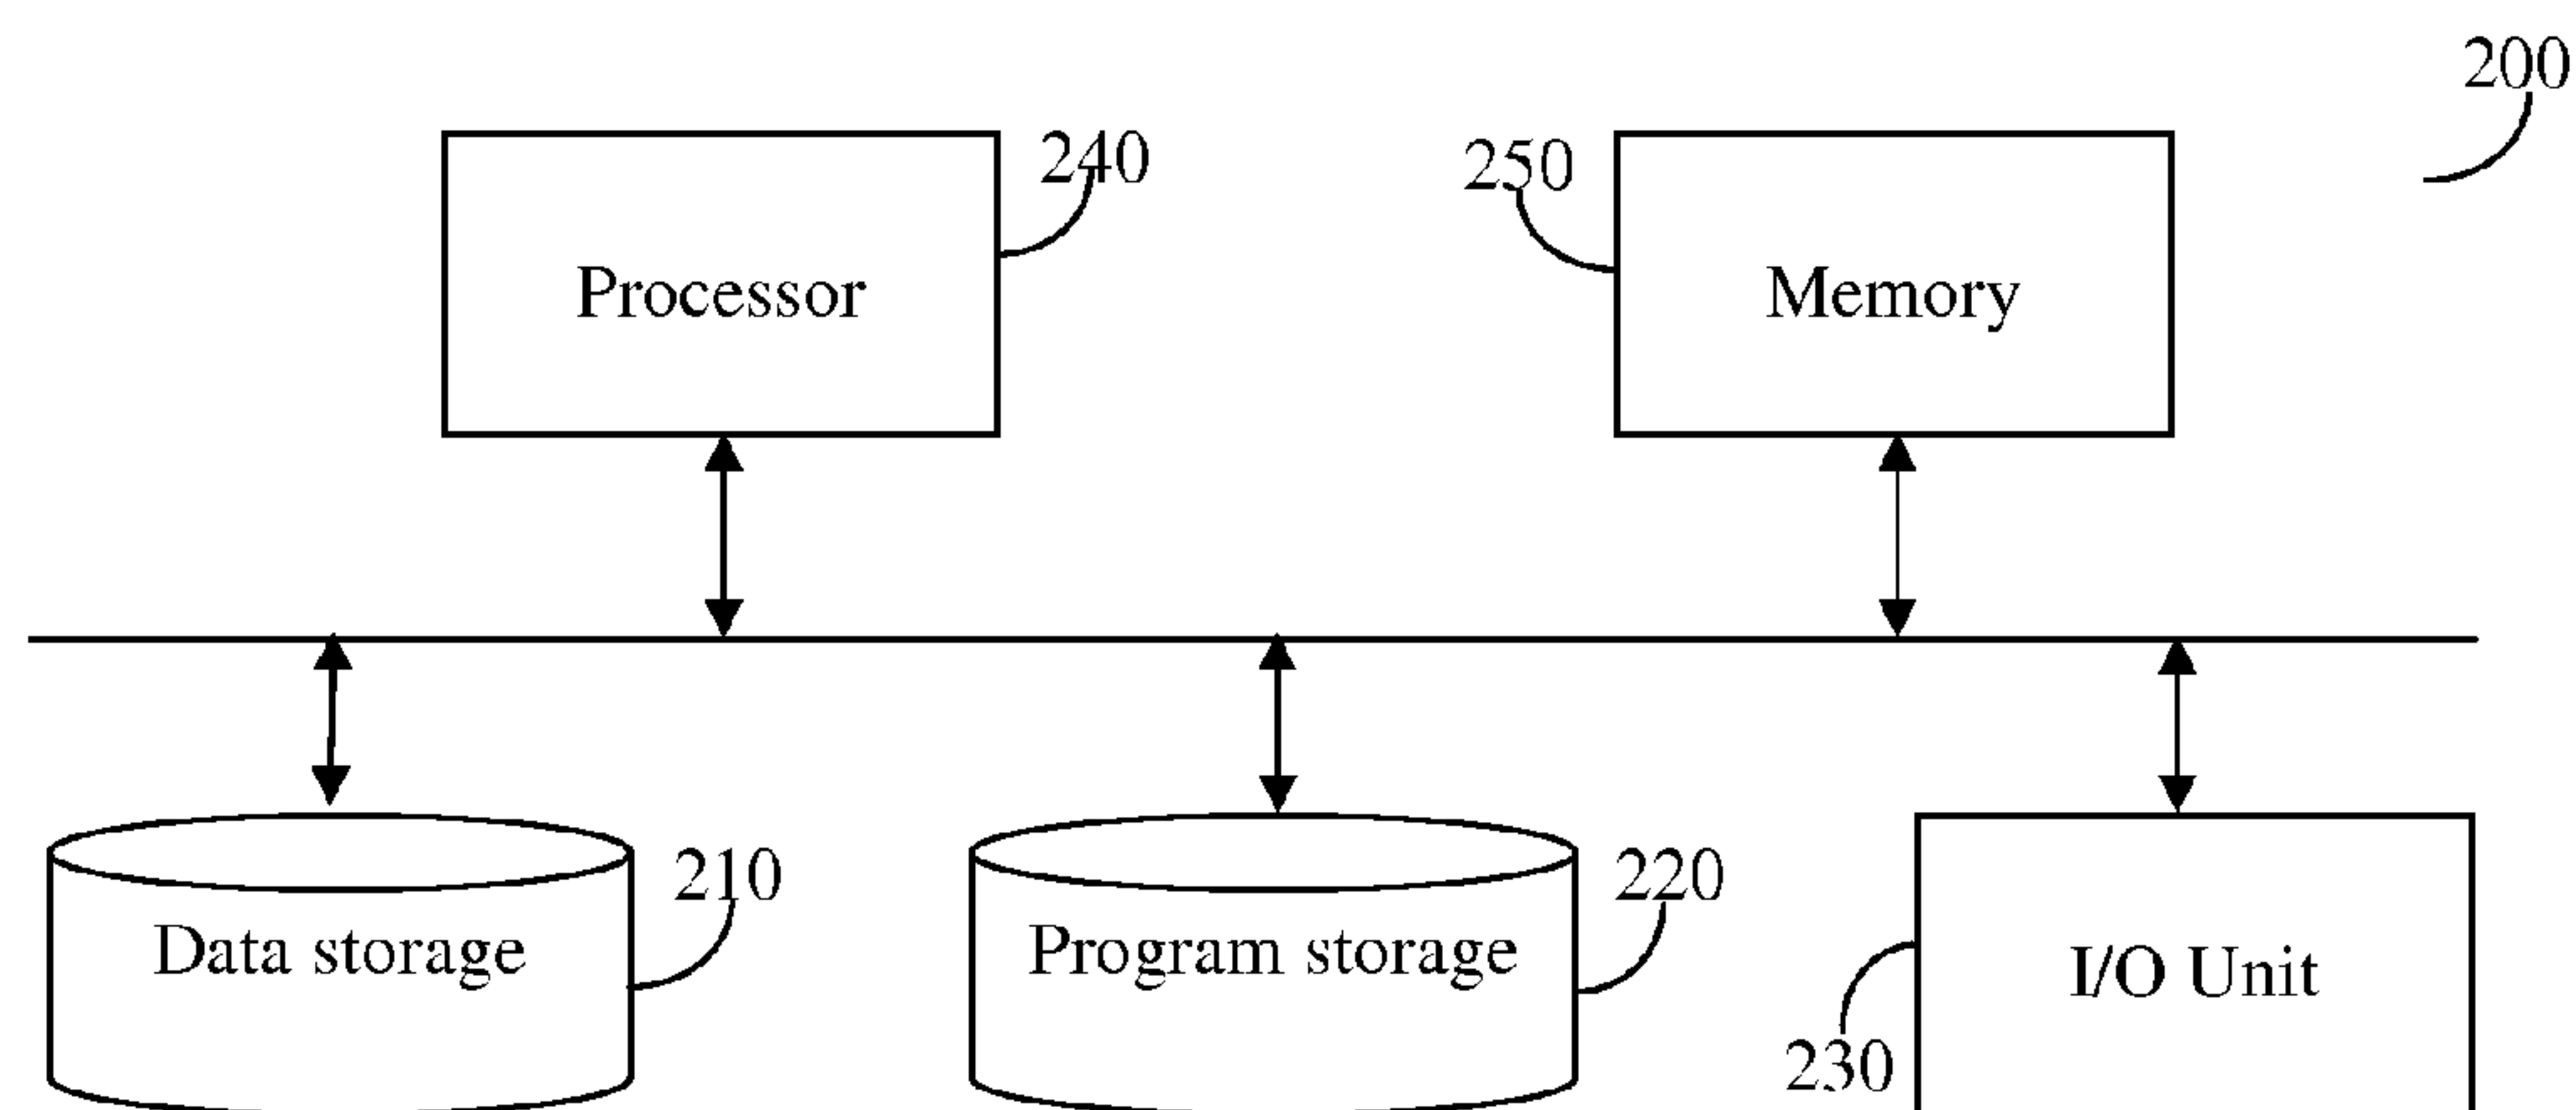 200
240
250
Processor
Memory
210
220
Data storage
Program storage
I/O Unit
230